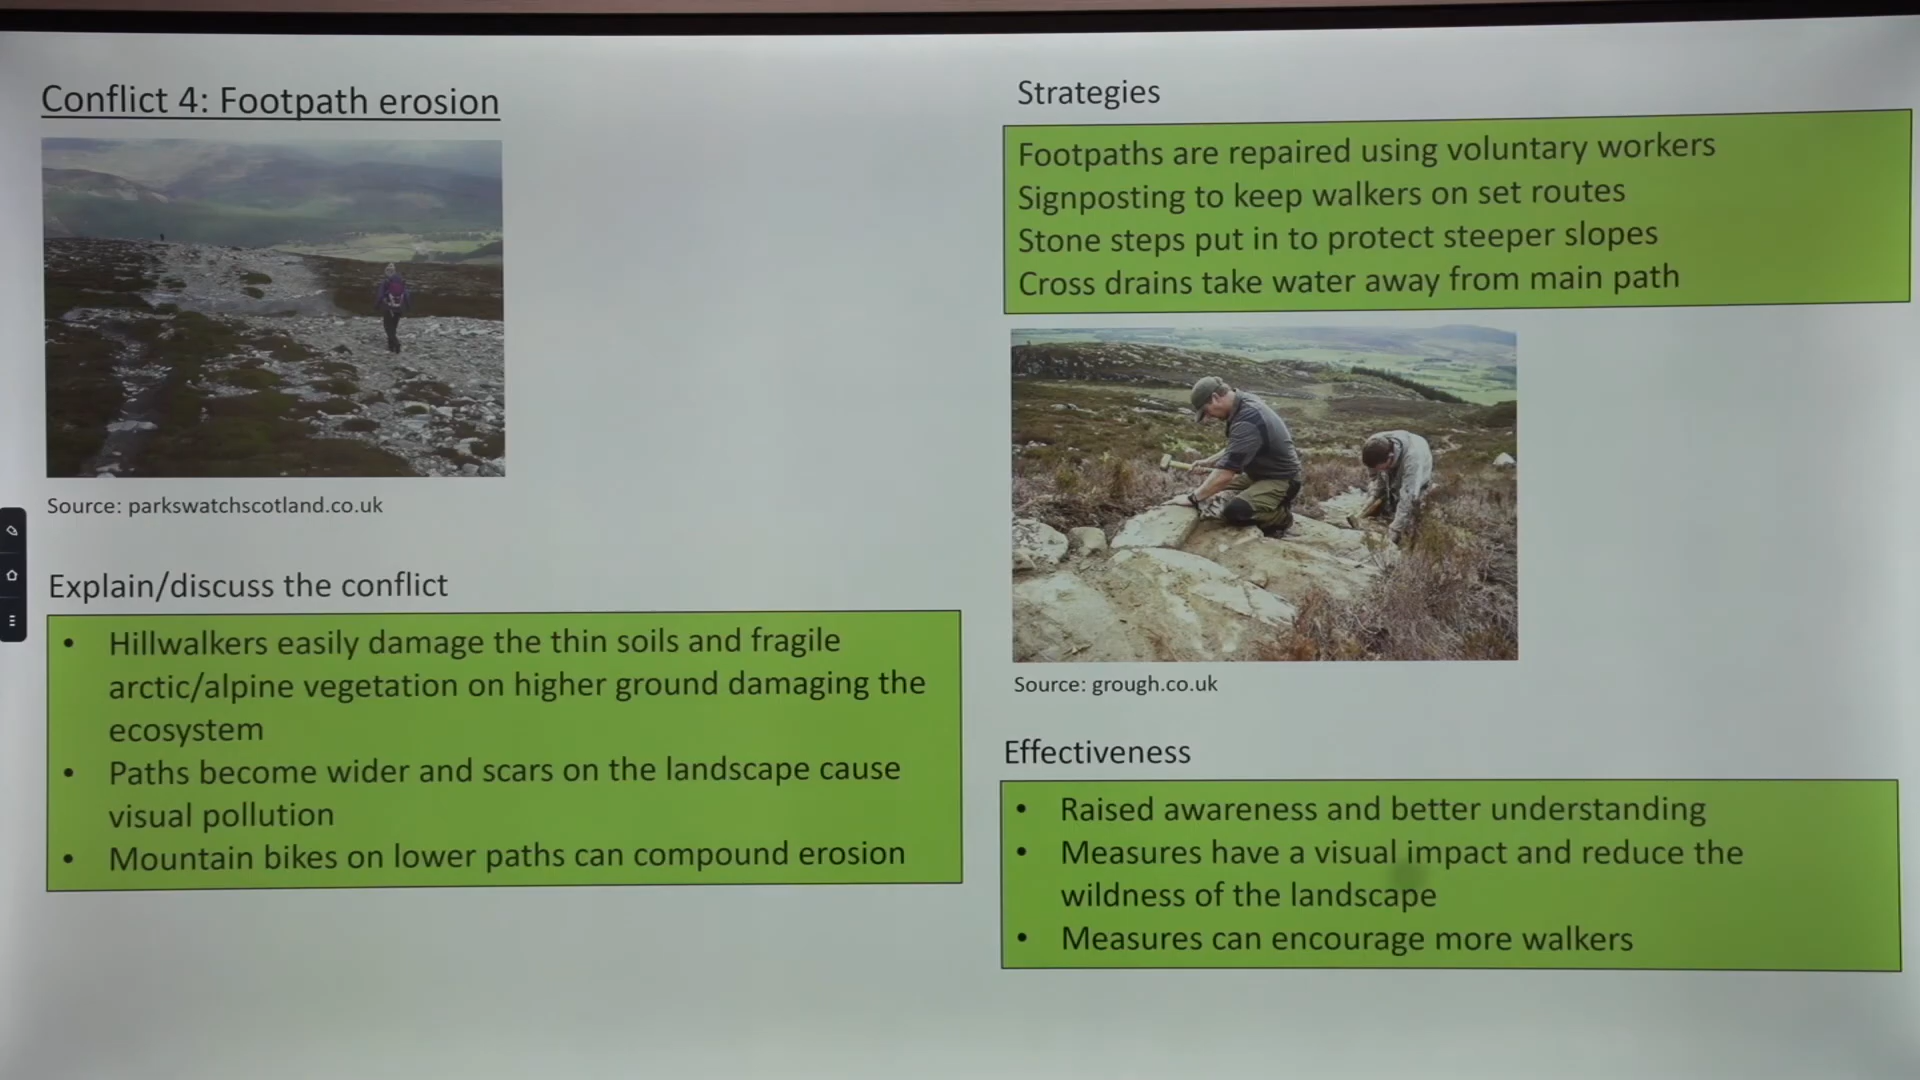 Conflict 4: Footpath erosion
Source: parkswatchscotland.co.uk
Explain/discuss the conflict
• Hillwalkers easily damage the thin soils and fragile
arctic/alpine vegetation on higher ground damaging the
ecosystem
• Paths become wider and scars on the landscape cause
visual pollution
• Mountain bikes on lower paths can compound erosion
Strategies
Footpaths are repaired using voluntary workers
Signposting to keep walkers on set routes
Stone steps put in to protect steeper slopes
Cross drains take water away from main path
Source: grough.co.uk
Effectiveness
• Raised awareness and better understanding
• Measures have a visual impact and reduce the
wildness of the landscape
• Measures can encourage more walkers